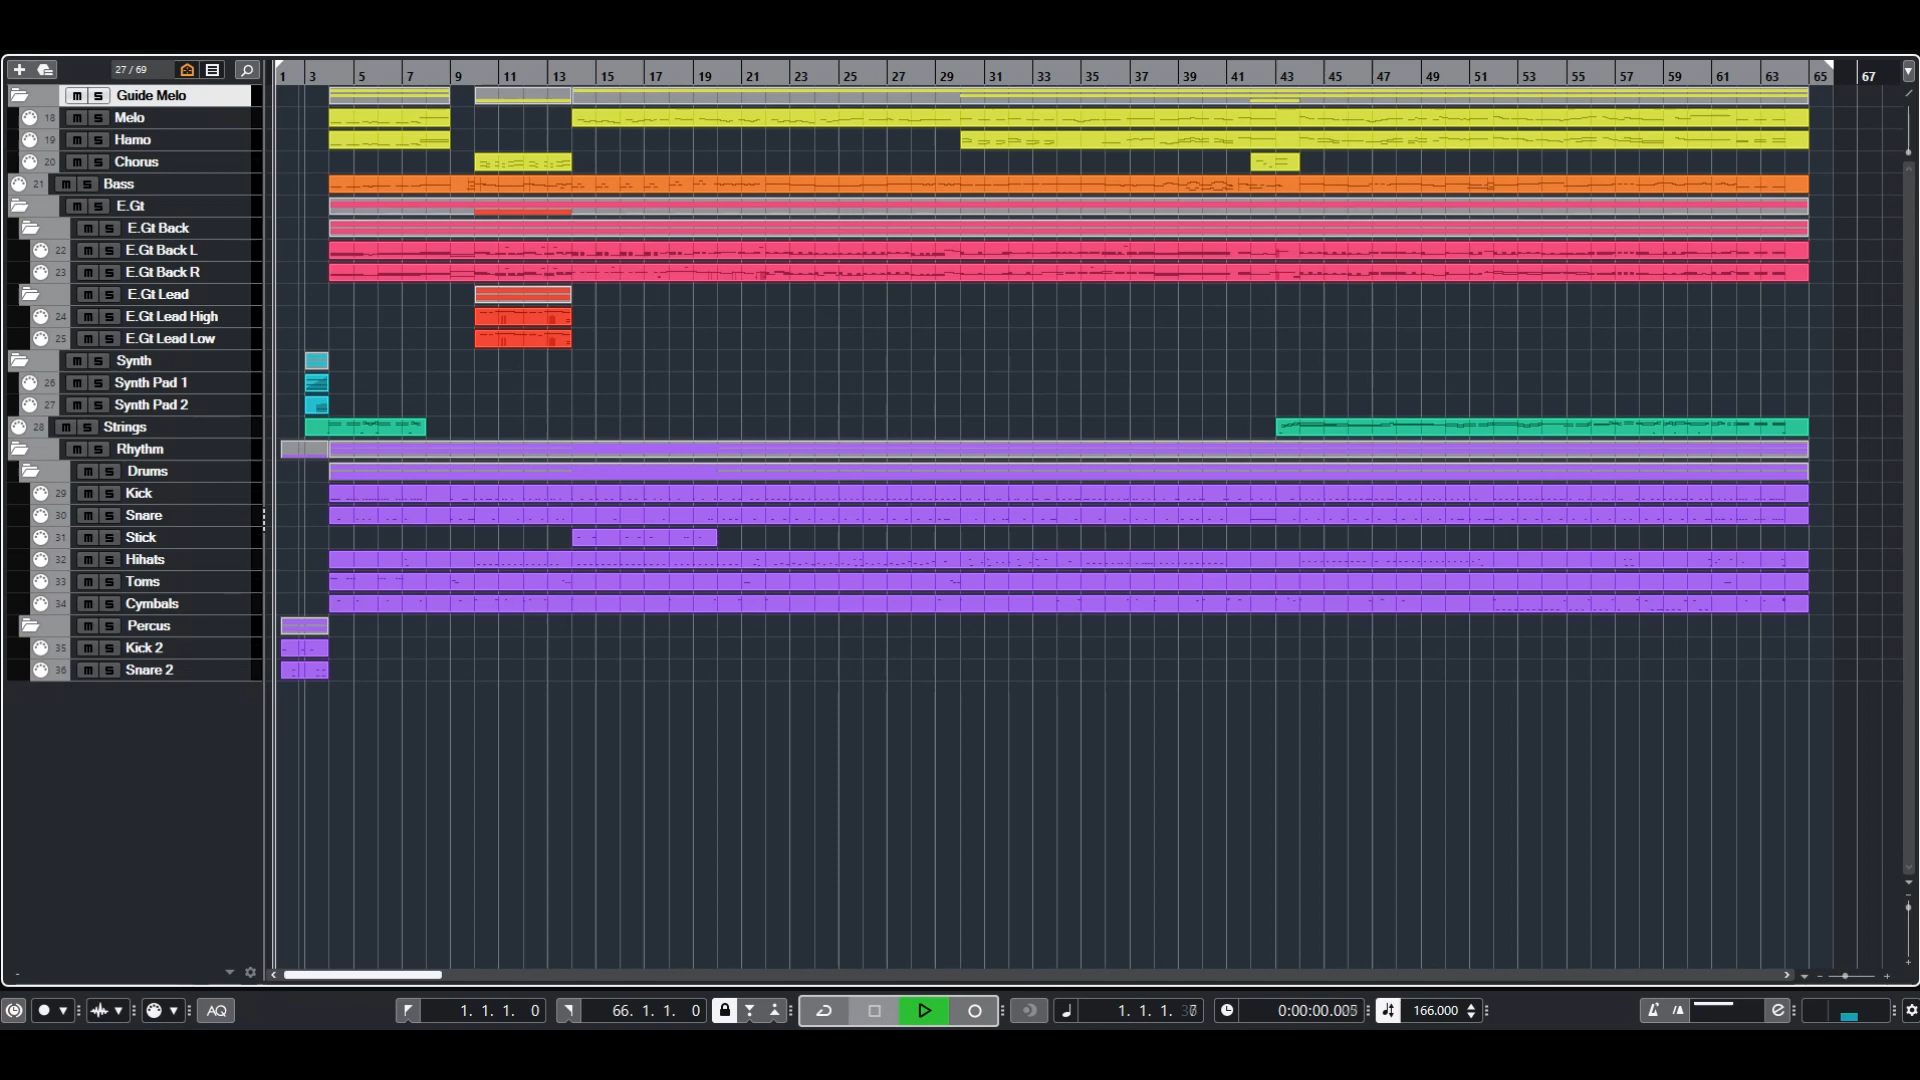 27 / 69
1 3 5 7 9 11 13 15 17 19 21 23 25 27 29 31 33 35 37 39 41 43 45 47 49 51 53 55 57 59 61 63 65 67
m S Guide Melo
18 m S Melo
19 m S Hamo
20 m S Chorus
21 m S Bass
m S E.Gt
m S E.Gt Back
22 m S E.Gt Back L
23 m S E.Gt Back R
m S E.Gt Lead
24 m S E.Gt Lead High
25 m S E.Gt Lead Low
m S Synth
26 m S Synth Pad 1
27 m S Synth Pad 2
28 m S Strings
m S Rhythm
m S Drums
29 m S Kick
30 m S Snare
31 m S Stick
32 m S Hihats
33 m S Toms
34 m S Cymbals
m S Percus
35 m S Kick 2
36 m S Snare 2
AQ 1. 1. 1. 0 66. 1. 1. 0 1. 1. 1. 0:00:00.00 166.000